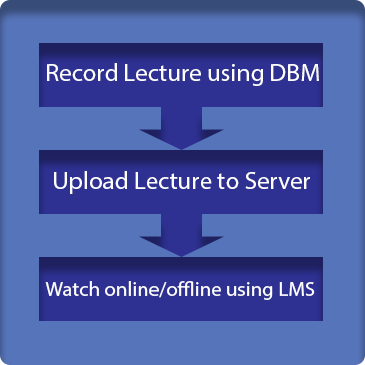 Record Lecture using DBM
Upload Lecture to Server
Watch online/offline using LMS